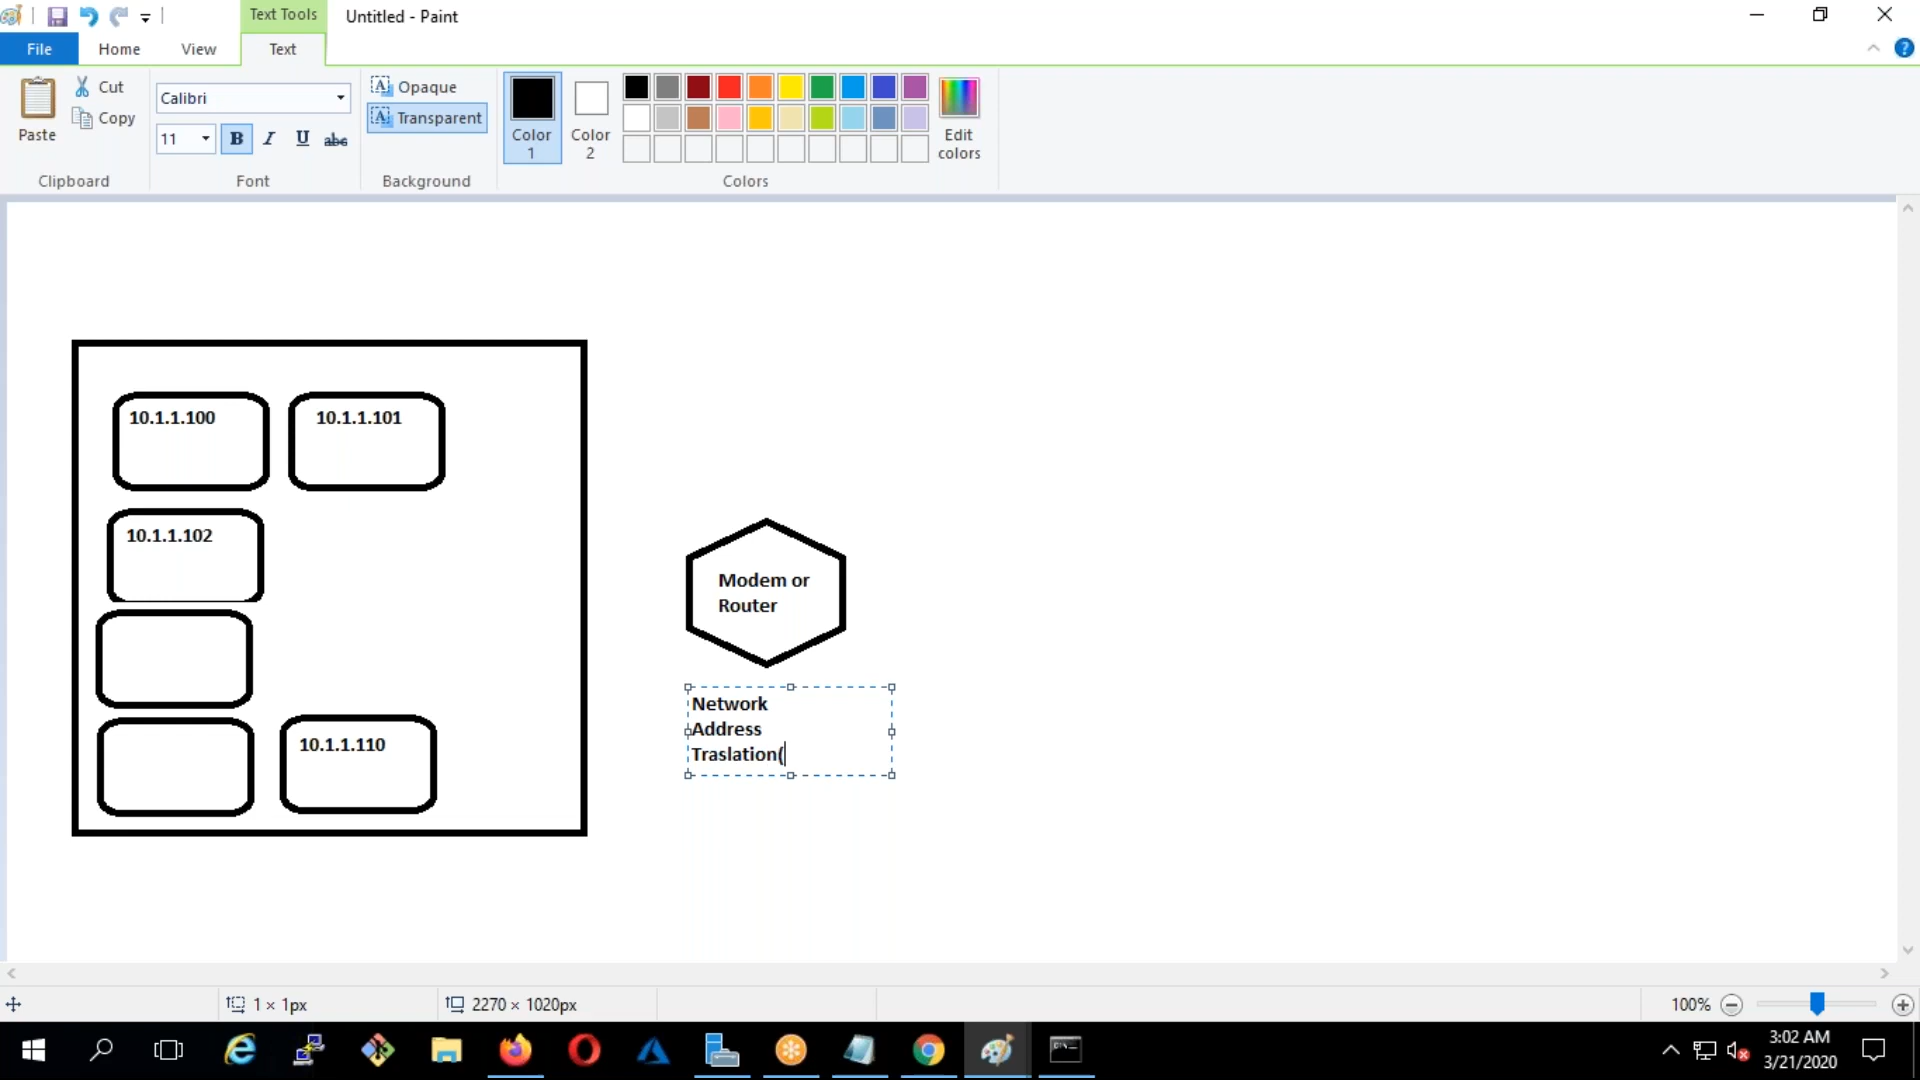 Text Tools
Untitled - Paint
File
Home
View
Text
Paste
Cut
Copy
Clipboard
Calibri
11
B
I
U
abc
Font
Opaque
Transparent
Background
Color
1
Color
2
Edit
colors
Colors
10.1.1.100
10.1.1.101
10.1.1.102
10.1.1.110
Modem or
Router
Network
Address
Traslation(
1 × 1px
2270 × 1020px
100%
3:02 AM
3/21/2020